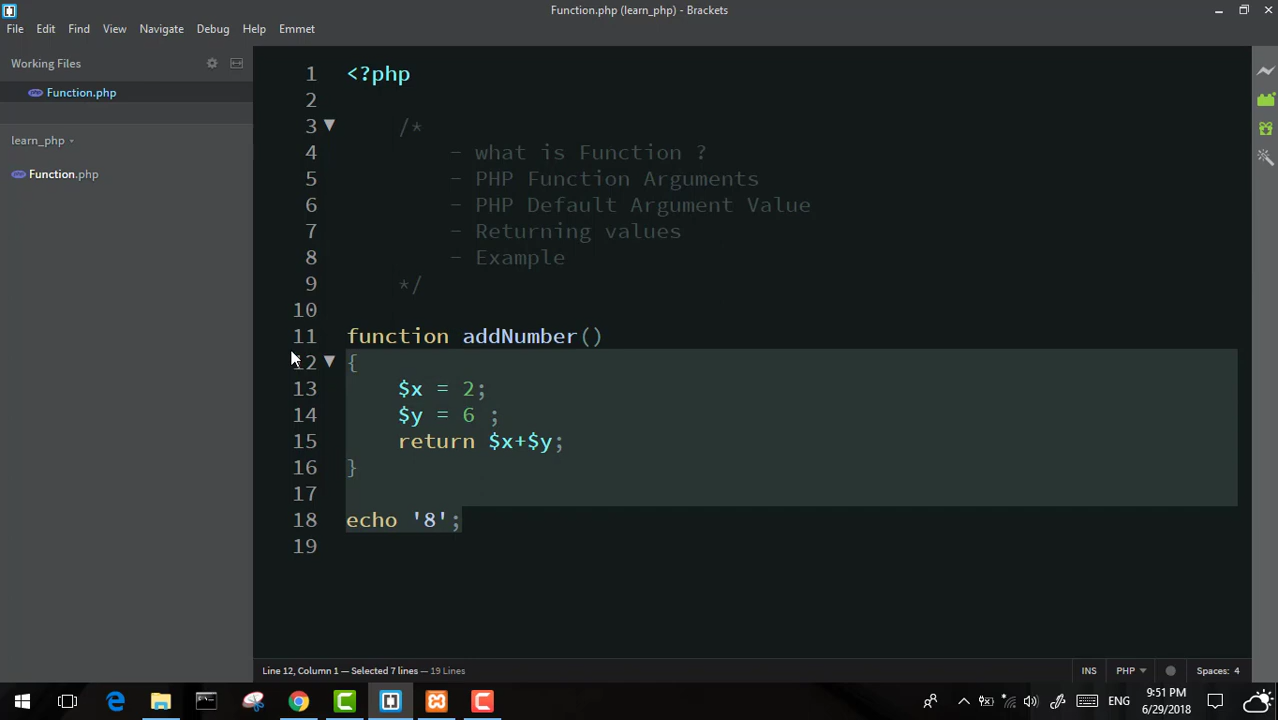 Function.php (learn_php) - Brackets
File Edit Find View Navigate Debug Help Emmet
Working Files
php Function.php
learn_php
php Function.php
1 <?php
2
3 /*
4 - what is Function ?
5 - PHP Function Arguments
6 - PHP Default Argument Value
7 - Returning values
8 - Example
9 */
10
11 function addNumber()
12 {
13 $x = 2;
14 $y = 6 ;
15 return $x+$y;
16 }
17
18 echo '8';
19
Line 12, Column 1 — Selected 7 lines — 19 Lines
INS PHP Spaces: 4
ENG
9:51 PM
6/29/2018